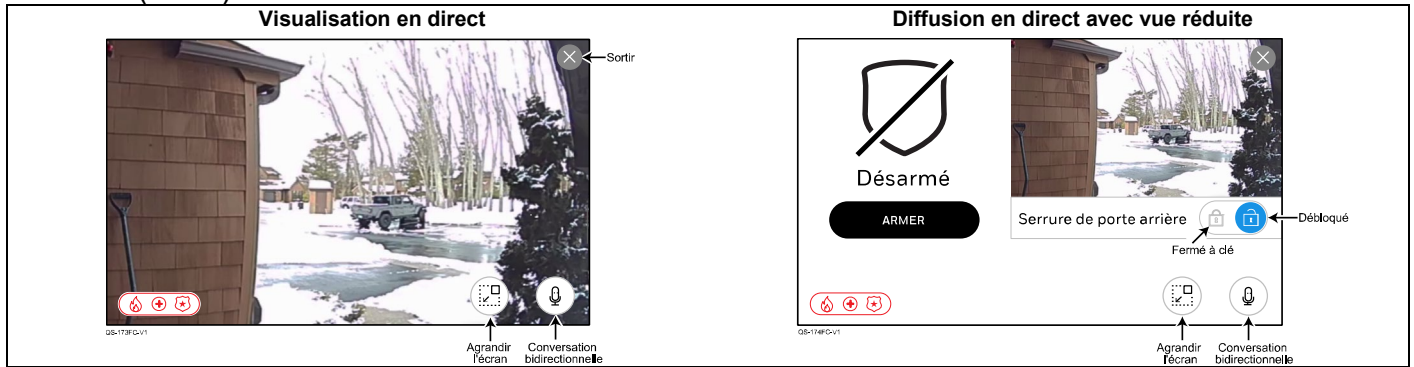 Visualisation en direct
Sortir
QS-173FC-V1
Agrandir
l'écran
Conversation
bidirectionnelle
Diffusion en direct avec vue réduite
Désarmé
ARMER
Serrure de porte arrière
Débloqué
Fermé à clé
QS-174FC-V1
Agrandir
l'écran
Conversation
bidirectionnelle